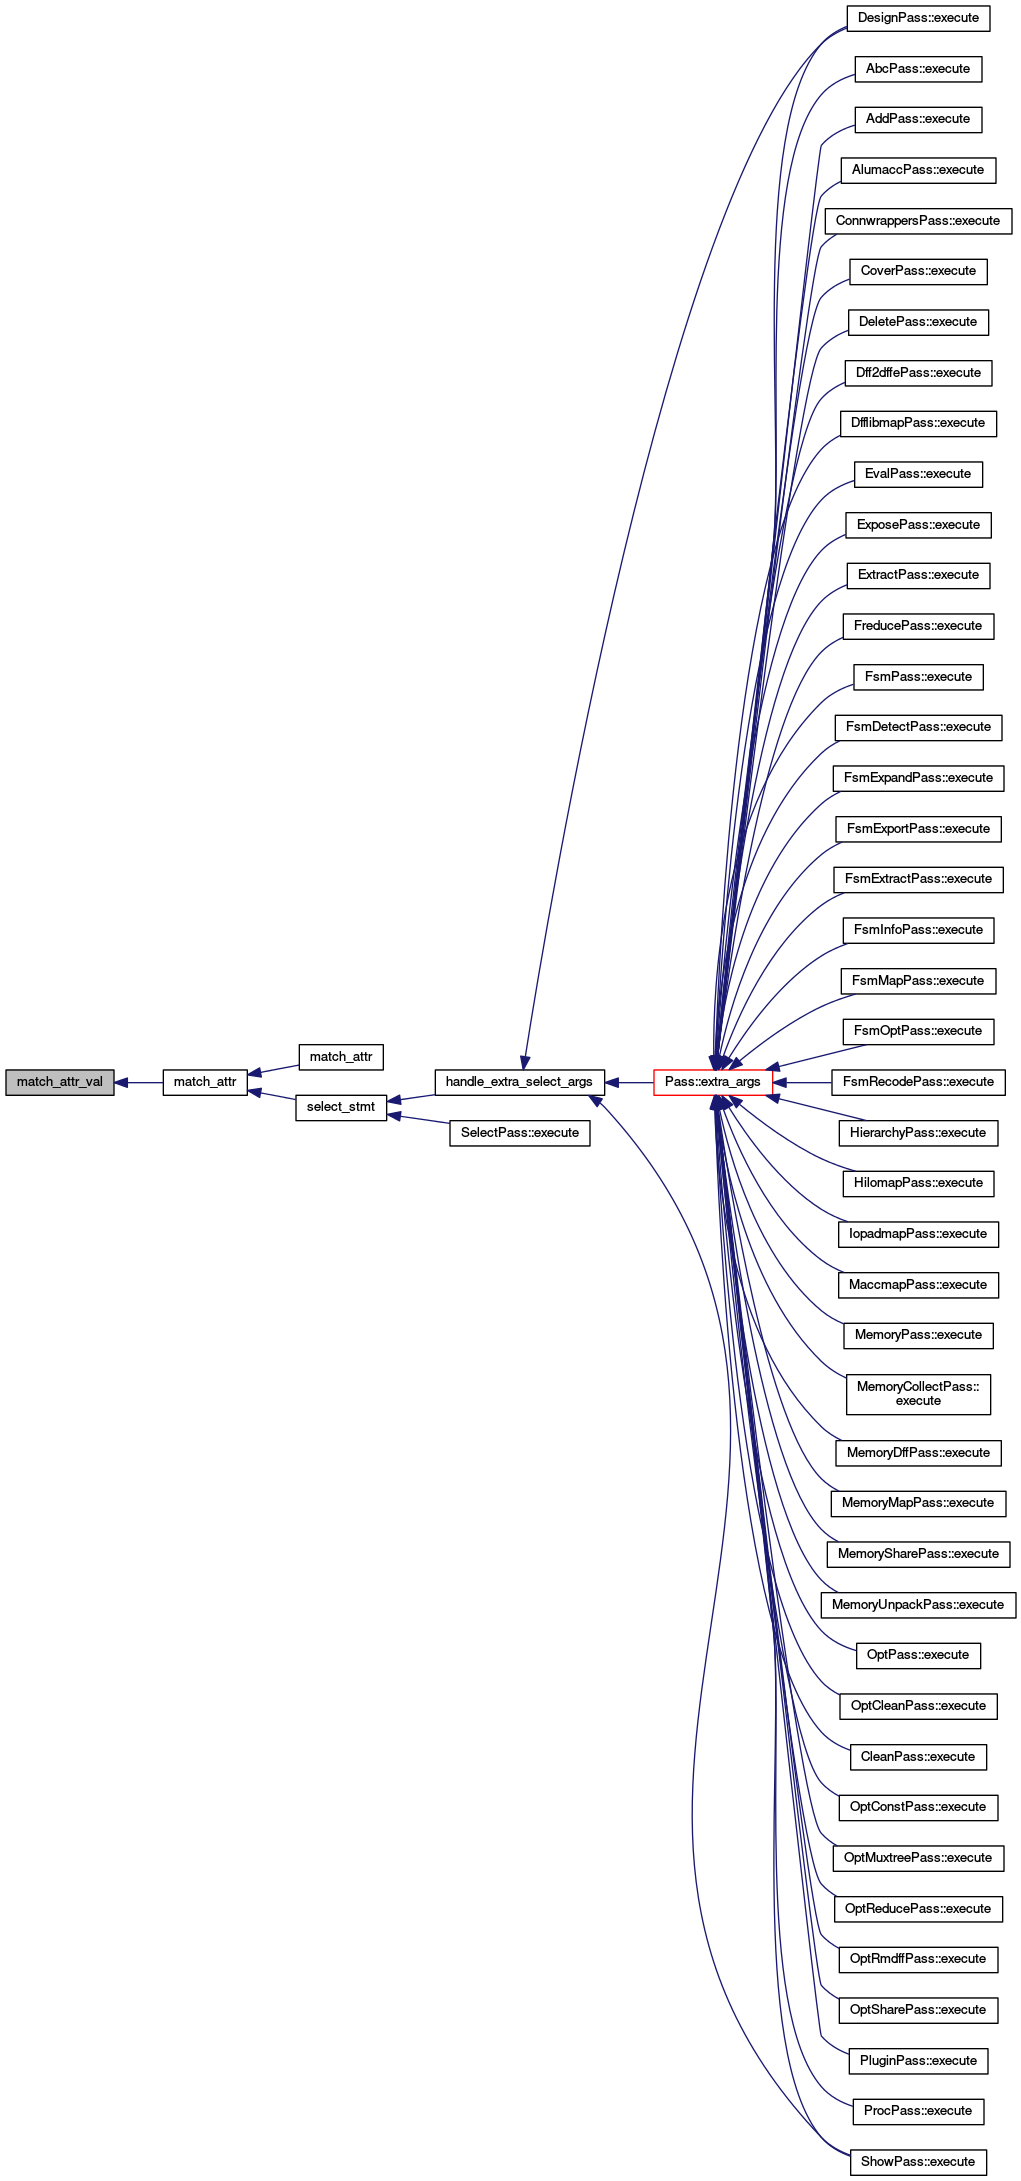 DesignPass::execute
AbcPass::execute
AddPass::execute
AlumaccPass::execute
ConnwrappersPass::execute
CoverPass::execute
DeletePass::execute
Dff2dffePass::execute
DfflibmapPass::execute
EvalPass::execute
ExposePass::execute
ExtractPass::execute
FreducePass::execute
FsmPass::execute
FsmDetectPass::execute
FsmExpandPass::execute
FsmExportPass::execute
FsmExtractPass::execute
FsmInfoPass::execute
FsmMapPass::execute
FsmOptPass::execute
match_attr
match_attr_val
match_attr
handle_extra_select_args
Pass::extra_args
FsmRecodePass::execute
select_stmt
SelectPass::execute
HierarchyPass::execute
HilomapPass::execute
IopadmapPass::execute
MaccmapPass::execute
MemoryPass::execute
MemoryCollectPass::
execute
MemoryDffPass::execute
MemoryMapPass::execute
MemorySharePass::execute
MemoryUnpackPass::execute
OptPass::execute
OptCleanPass::execute
CleanPass::execute
OptConstPass::execute
OptMuxtreePass::execute
OptReducePass::execute
OptRmdffPass::execute
OptSharePass::execute
PluginPass::execute
ProcPass::execute
ShowPass::execute